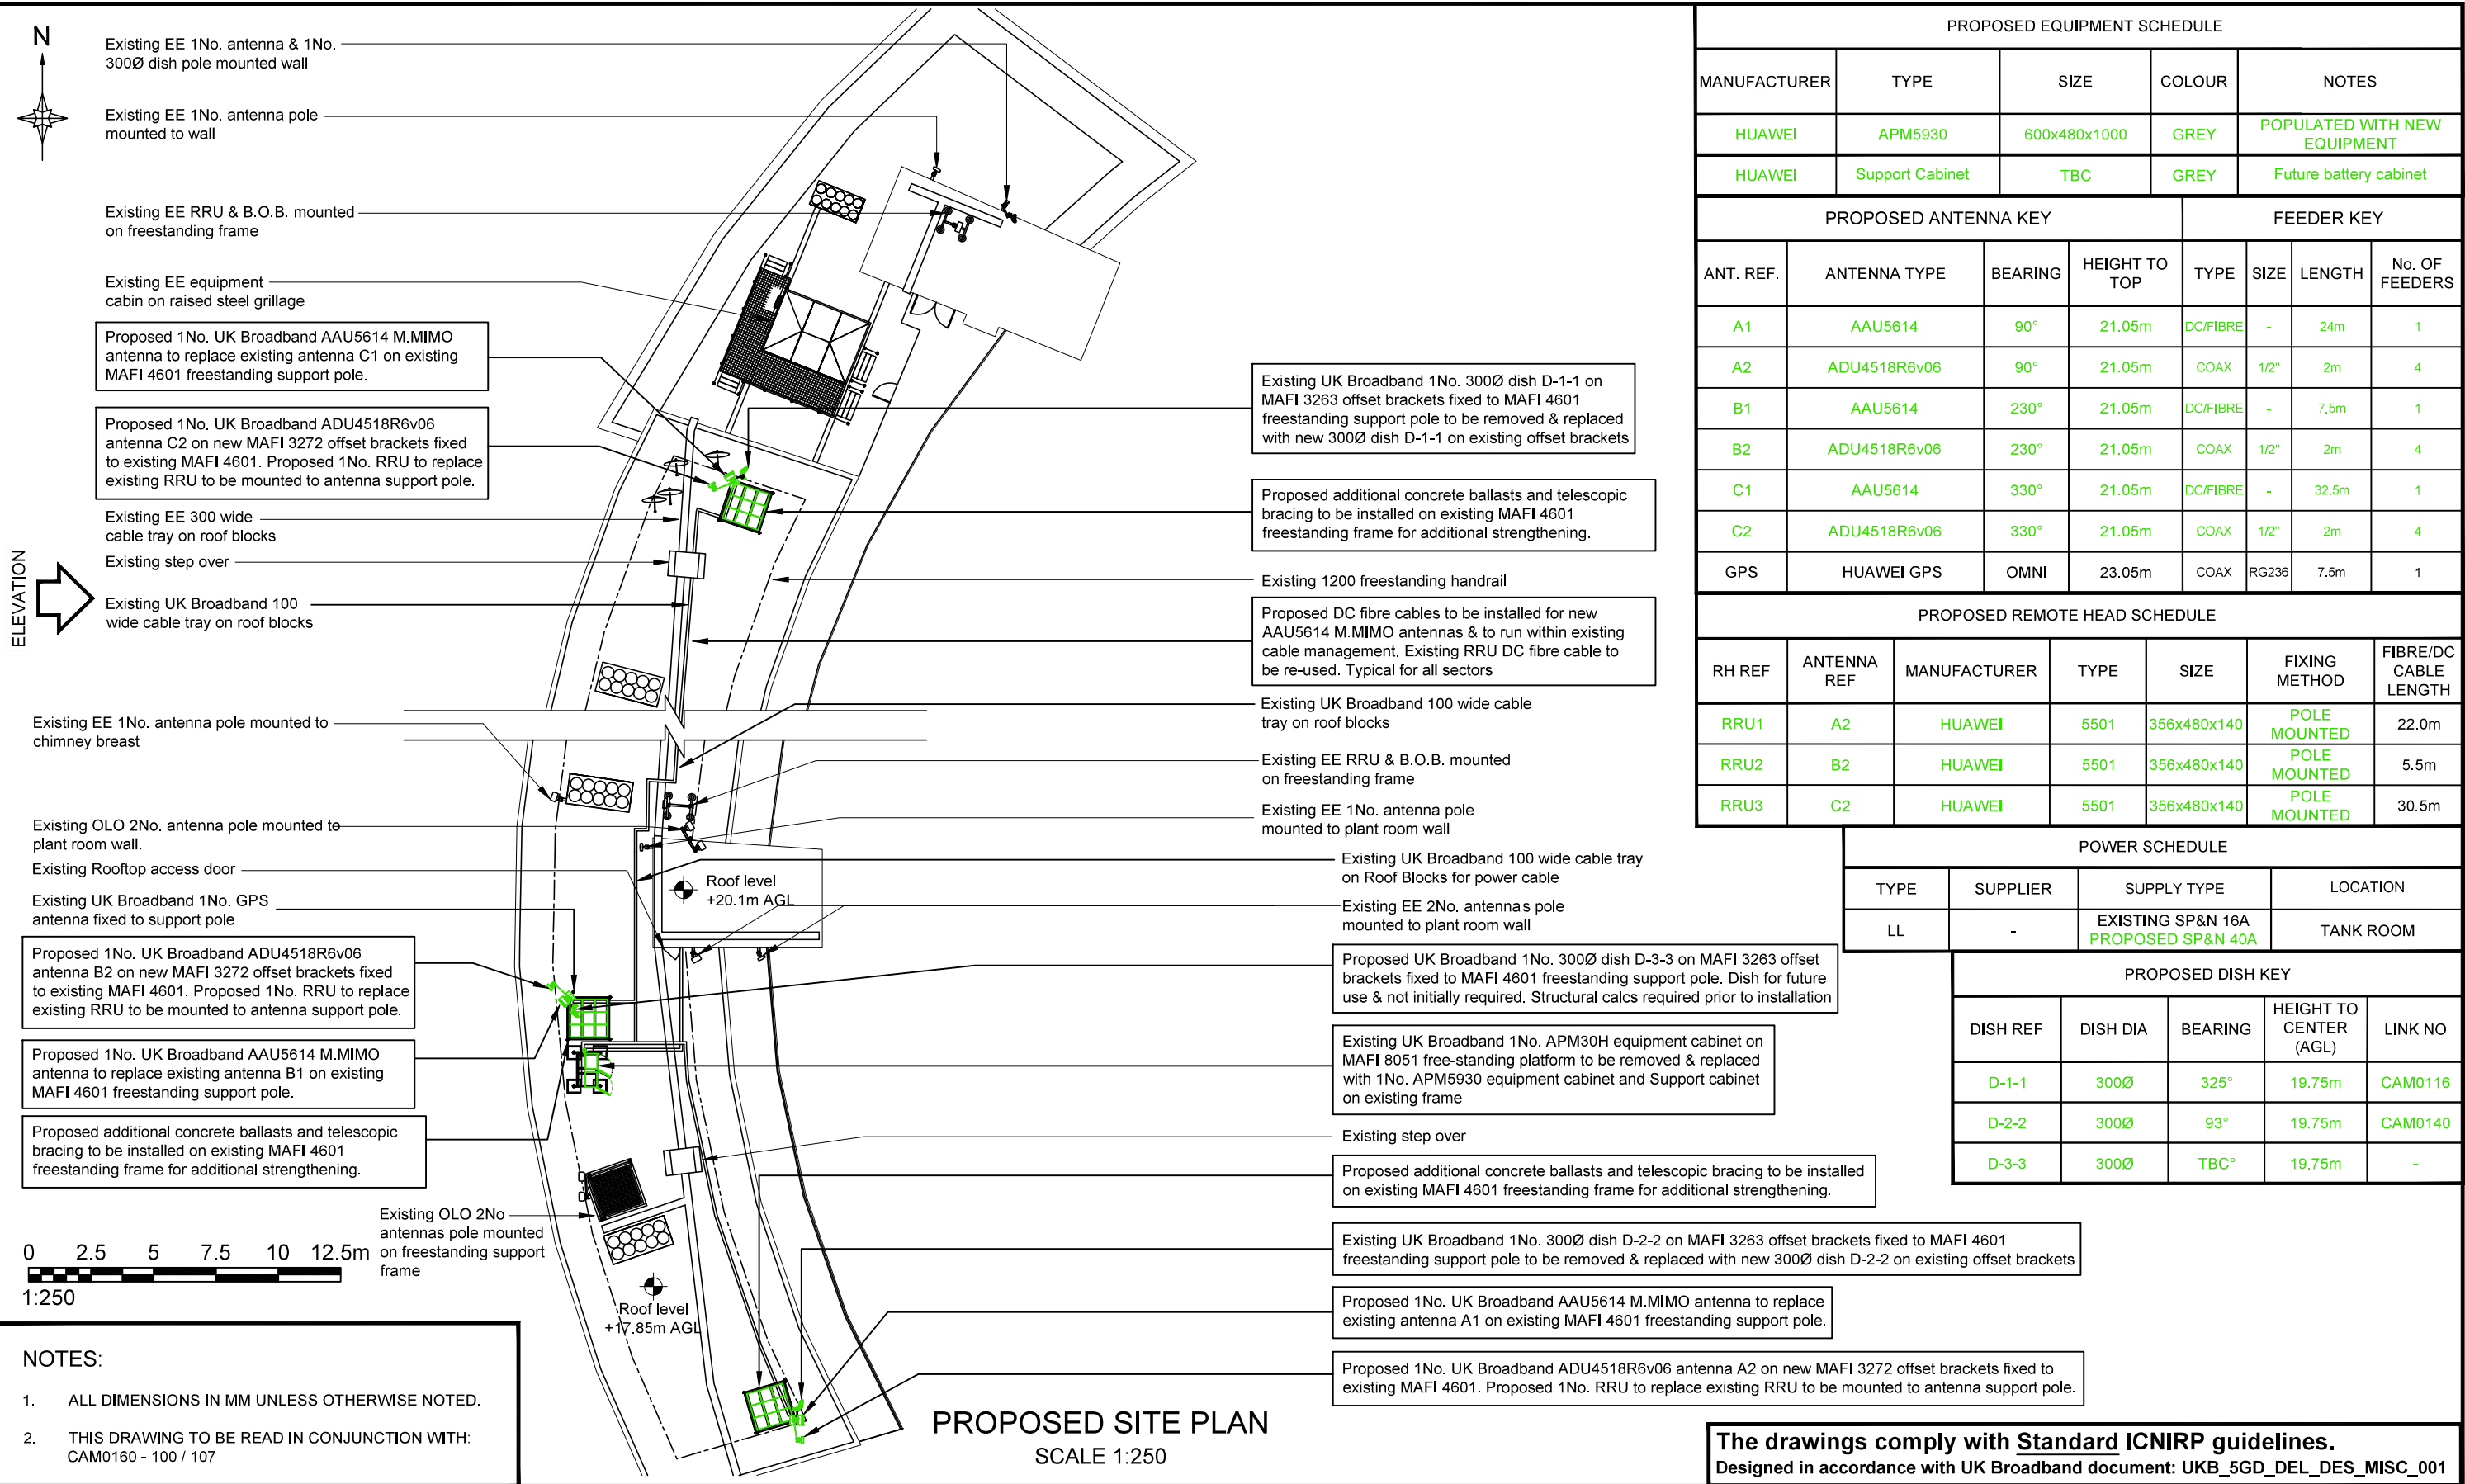 N
Existing EE 1No. antenna & 1No.
300Ø dish pole mounted wall
Existing EE 1No. antenna pole
mounted to wall
Existing EE RRU & B.O.B. mounted
on freestanding frame
Existing EE equipment
cabin on raised steel grillage
Proposed 1No. UK Broadband AAU5614 M.MIMO
antenna to replace existing antenna C1 on existing
MAFI 4601 freestanding support pole.
Proposed 1No. UK Broadband ADU4518R6v06
antenna C2 on new MAFI 3272 offset brackets fixed
to existing MAFI 4601. Proposed 1No. RRU to replace
existing RRU to be mounted to antenna support pole.
Existing EE 300 wide
cable tray on roof blocks
Existing step over
ELEVATION
Existing UK Broadband 100
wide cable tray on roof blocks
Existing EE 1No. antenna pole mounted to
chimney breast
Existing OLO 2No. antenna pole mounted to
plant room wall.
Existing Rooftop access door
Existing UK Broadband 1No. GPS
antenna fixed to support pole
Proposed 1No. UK Broadband ADU4518R6v06
antenna B2 on new MAFI 3272 offset brackets fixed
to existing MAFI 4601. Proposed 1No. RRU to replace
existing RRU to be mounted to antenna support pole.
Proposed 1No. UK Broadband AAU5614 M.MIMO
antenna to replace existing antenna B1 on existing
MAFI 4601 freestanding support pole.
Proposed additional concrete ballasts and telescopic
bracing to be installed on existing MAFI 4601
freestanding frame for additional strengthening.
Existing OLO 2No
antennas pole mounted
on freestanding support
frame
0 2.5 5 7.5 10 12.5m
1:250
Roof level
+20.1m AGL
Roof level
+17.85m AGL
Existing UK Broadband 1No. 300Ø dish D-1-1 on
MAFI 3263 offset brackets fixed to MAFI 4601
freestanding support pole to be removed & replaced
with new 300Ø dish D-1-1 on existing offset brackets
Proposed additional concrete ballasts and telescopic
bracing to be installed on existing MAFI 4601
freestanding frame for additional strengthening.
Existing 1200 freestanding handrail
Proposed DC fibre cables to be installed for new
AAU5614 M.MIMO antennas & to run within existing
cable management. Existing RRU DC fibre cable to
be re-used. Typical for all sectors
Existing UK Broadband 100 wide cable
tray on roof blocks
Existing EE RRU & B.O.B. mounted
on freestanding frame
Existing EE 1No. antenna pole
mounted to plant room wall
Existing UK Broadband 100 wide cable tray
on Roof Blocks for power cable
Existing EE 2No. antennas pole
mounted to plant room wall
Proposed UK Broadband 1No. 300Ø dish D-3-3 on MAFI 3263 offset
brackets fixed to MAFI 4601 freestanding support pole. Dish for future
use & not initially required. Structural calcs required prior to installation
Existing UK Broadband 1No. APM30H equipment cabinet on
MAFI 8051 free-standing platform to be removed & replaced
with 1No. APM5930 equipment cabinet and Support cabinet
on existing frame
Existing step over
Proposed additional concrete ballasts and telescopic bracing to be installed
on existing MAFI 4601 freestanding frame for additional strengthening.
Existing UK Broadband 1No. 300Ø dish D-2-2 on MAFI 3263 offset brackets fixed to MAFI 4601
freestanding support pole to be removed & replaced with new 300Ø dish D-2-2 on existing offset brackets
Proposed 1No. UK Broadband AAU5614 M.MIMO antenna to replace
existing antenna A1 on existing MAFI 4601 freestanding support pole.
Proposed 1No. UK Broadband ADU4518R6v06 antenna A2 on new MAFI 3272 offset brackets fixed to
existing MAFI 4601. Proposed 1No. RRU to replace existing RRU to be mounted to antenna support pole.
PROPOSED SITE PLAN
SCALE 1:250
NOTES:
1. ALL DIMENSIONS IN MM UNLESS OTHERWISE NOTED.
2. THIS DRAWING TO BE READ IN CONJUNCTION WITH:
CAM0160 - 100 / 107
PROPOSED EQUIPMENT SCHEDULE
MANUFACTURER TYPE SIZE COLOUR NOTES
HUAWEI APM5930 600x480x1000 GREY POPULATED WITH NEW EQUIPMENT
HUAWEI Support Cabinet TBC GREY Future battery cabinet
PROPOSED ANTENNA KEY FEEDER KEY
ANT. REF. ANTENNA TYPE BEARING HEIGHT TO TOP TYPE SIZE LENGTH No. OF FEEDERS
A1 AAU5614 90° 21.05m DC/FIBRE - 24m 1
A2 ADU4518R6v06 90° 21.05m COAX 1/2" 2m 4
B1 AAU5614 230° 21.05m DC/FIBRE - 7.5m 1
B2 ADU4518R6v06 230° 21.05m COAX 1/2" 2m 4
C1 AAU5614 330° 21.05m DC/FIBRE - 32.5m 1
C2 ADU4518R6v06 330° 21.05m COAX 1/2" 2m 4
GPS HUAWEI GPS OMNI 23.05m COAX RG236 7.5m 1
PROPOSED REMOTE HEAD SCHEDULE
RH REF ANTENNA REF MANUFACTURER TYPE SIZE FIXING METHOD FIBRE/DC CABLE LENGTH
RRU1 A2 HUAWEI 5501 356x480x140 POLE MOUNTED 22.0m
RRU2 B2 HUAWEI 5501 356x480x140 POLE MOUNTED 5.5m
RRU3 C2 HUAWEI 5501 356x480x140 POLE MOUNTED 30.5m
POWER SCHEDULE
TYPE SUPPLIER SUPPLY TYPE LOCATION
LL - EXISTING SP&N 16A PROPOSED SP&N 40A TANK ROOM
PROPOSED DISH KEY
DISH REF DISH DIA BEARING HEIGHT TO CENTER (AGL) LINK NO
D-1-1 300Ø 325° 19.75m CAM0116
D-2-2 300Ø 93° 19.75m CAM0140
D-3-3 300Ø TBC° 19.75m -
The drawings comply with Standard ICNIRP guidelines.
Designed in accordance with UK Broadband document: UKB_5GD_DEL_DES_MISC_001